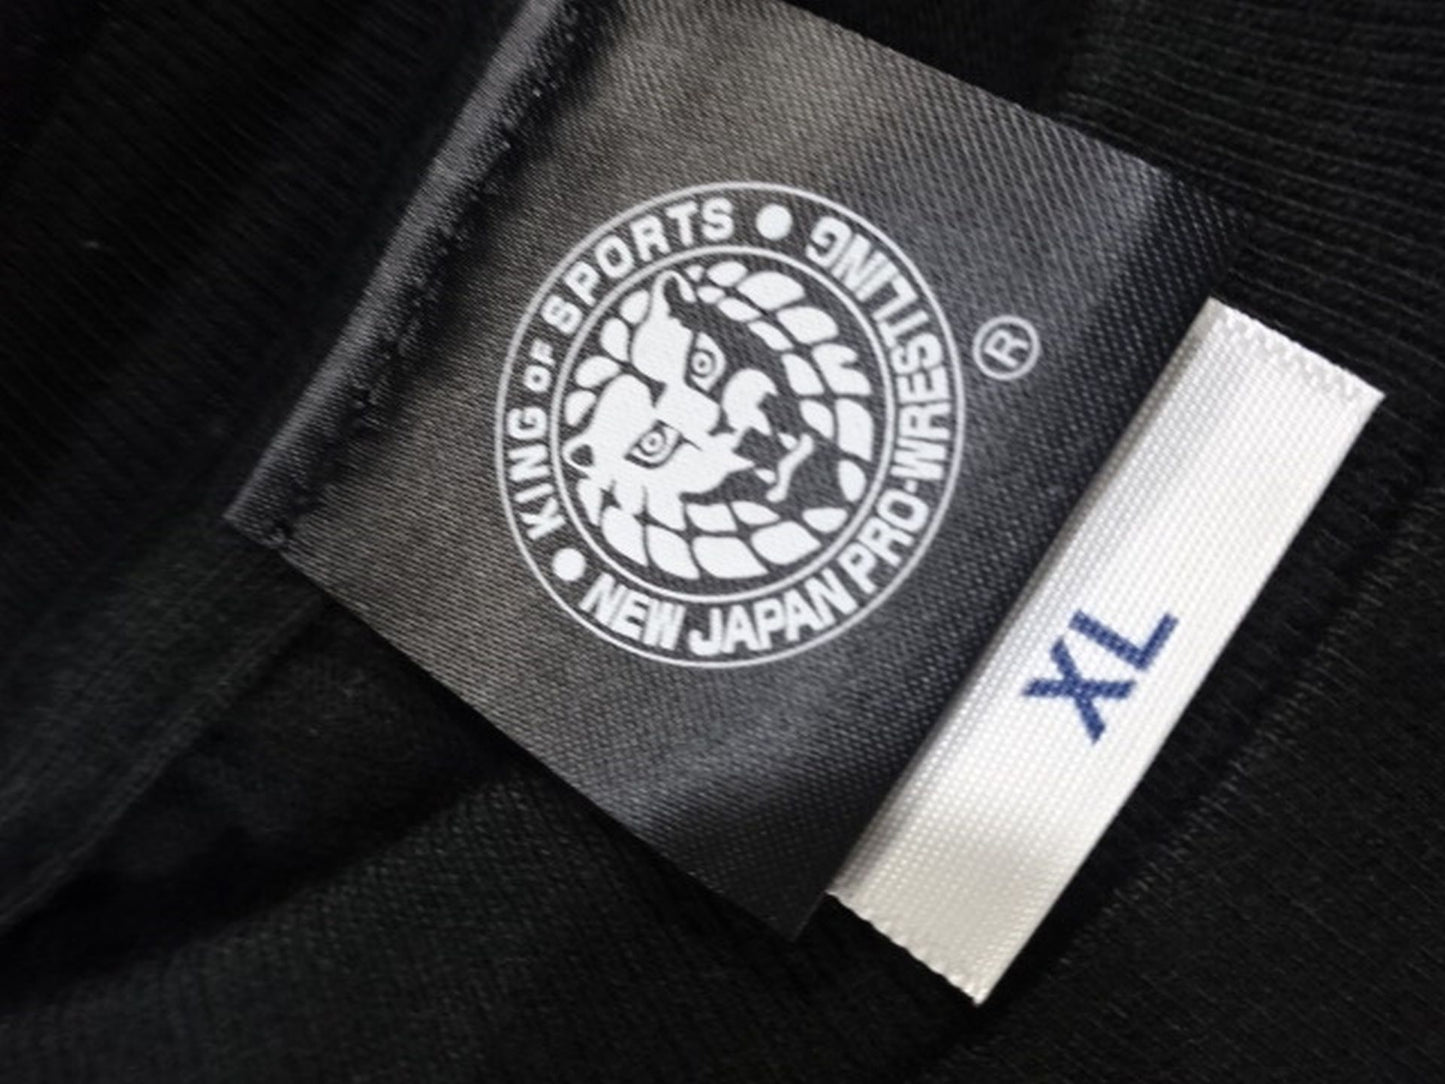 KING OF SPORTS
NEW JAPAN PRO-WRESTLING
®
XL